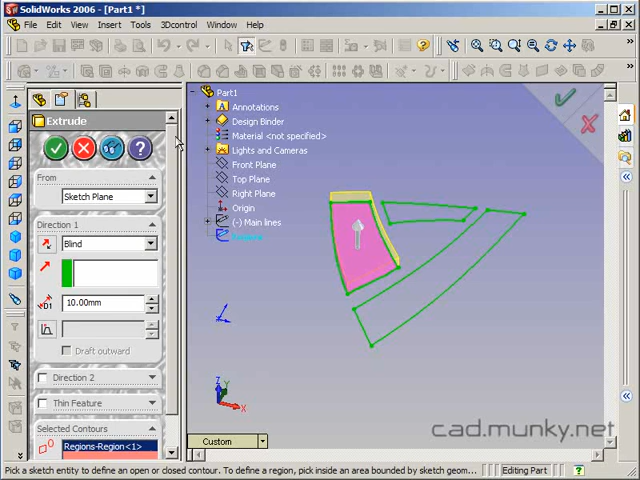 SolidWorks 2006 - [Part1 *]
File Edit View Insert Tools 3Dcontrol Window Help
Extrude
From
Sketch Plane
Direction 1
Blind
D1
10.00mm
Draft outward
Direction 2
Thin Feature
Selected Contours
Regions-Region<1>
Part1
Annotations
Design Binder
Material <not specified>
Lights and Cameras
Front Plane
Top Plane
Right Plane
Origin
(-) Main lines
Y
X
Custom
cad.munky.net
Pick a sketch entity to define an open or closed contour. To define a region, pick inside an area bounded by sketch geom...
Editing Part